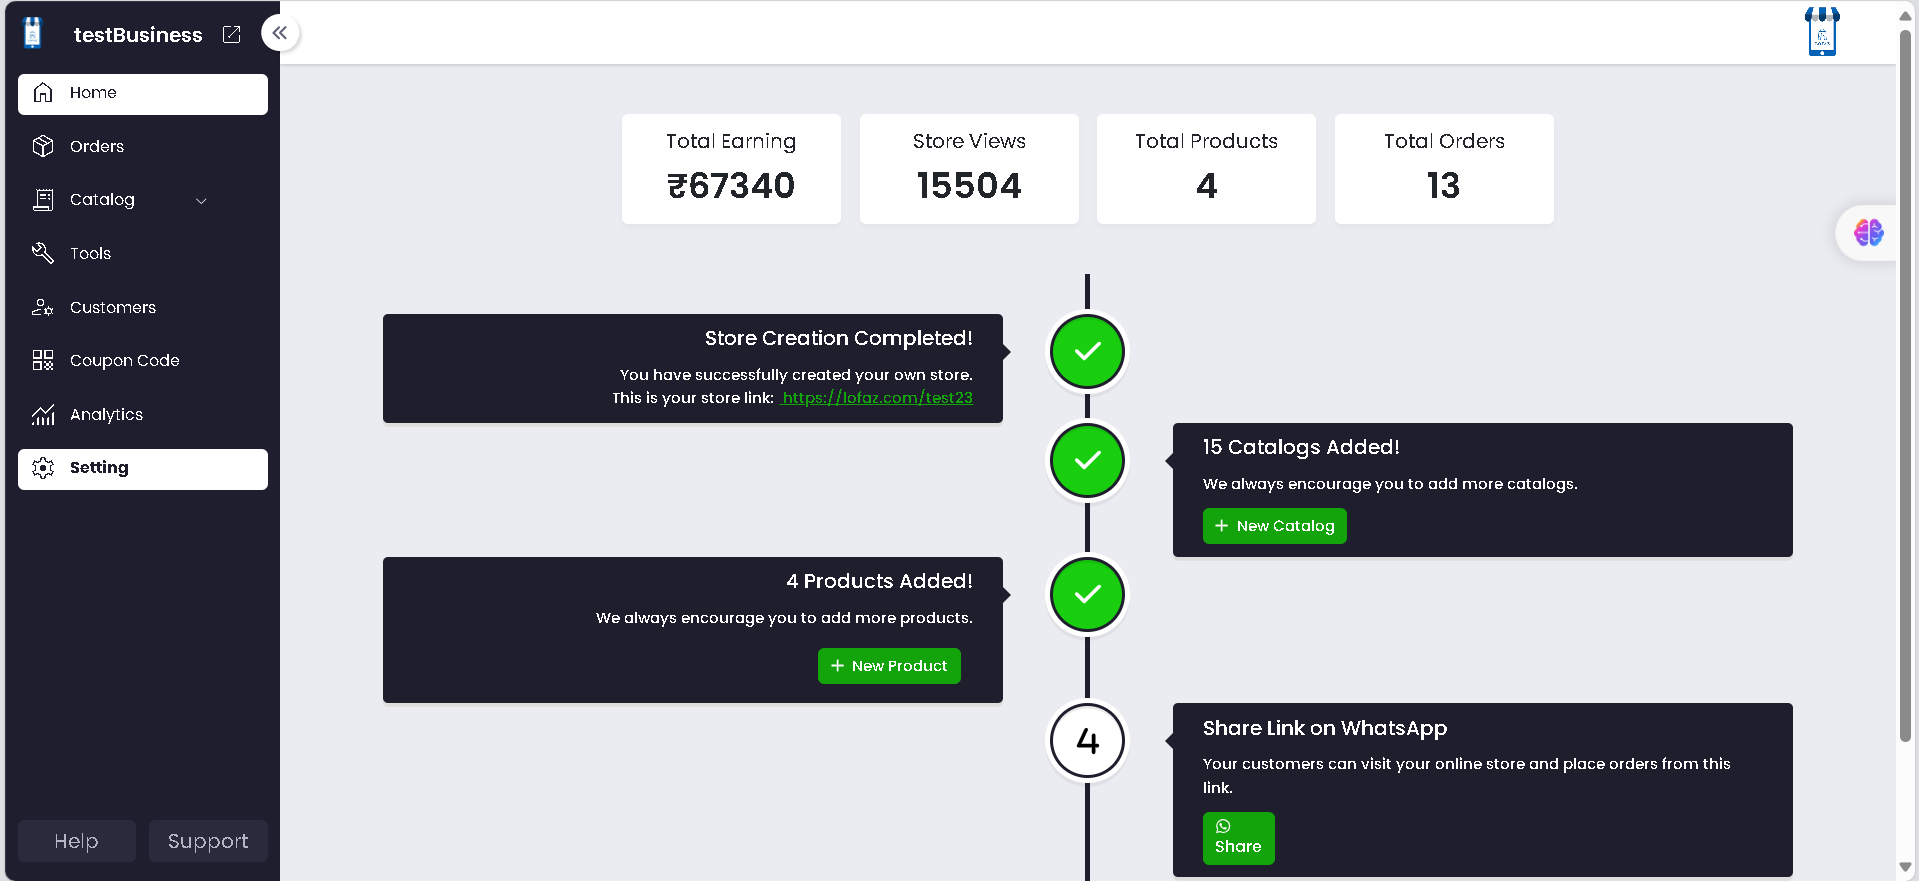 testBusiness
Home
Orders
Catalog
Tools
Customers
Coupon Code
Analytics
Setting
Help
Support
Total Earning
₹67340
Store Views
15504
Total Products
4
Total Orders
13
Store Creation Completed!
You have successfully created your own store.
This is your store link: https://lofaz.com/test23
15 Catalogs Added!
We always encourage you to add more catalogs.
+ New Catalog
4 Products Added!
We always encourage you to add more products.
+ New Product
4
Share Link on WhatsApp
Your customers can visit your online store and place orders from this
link.
Share